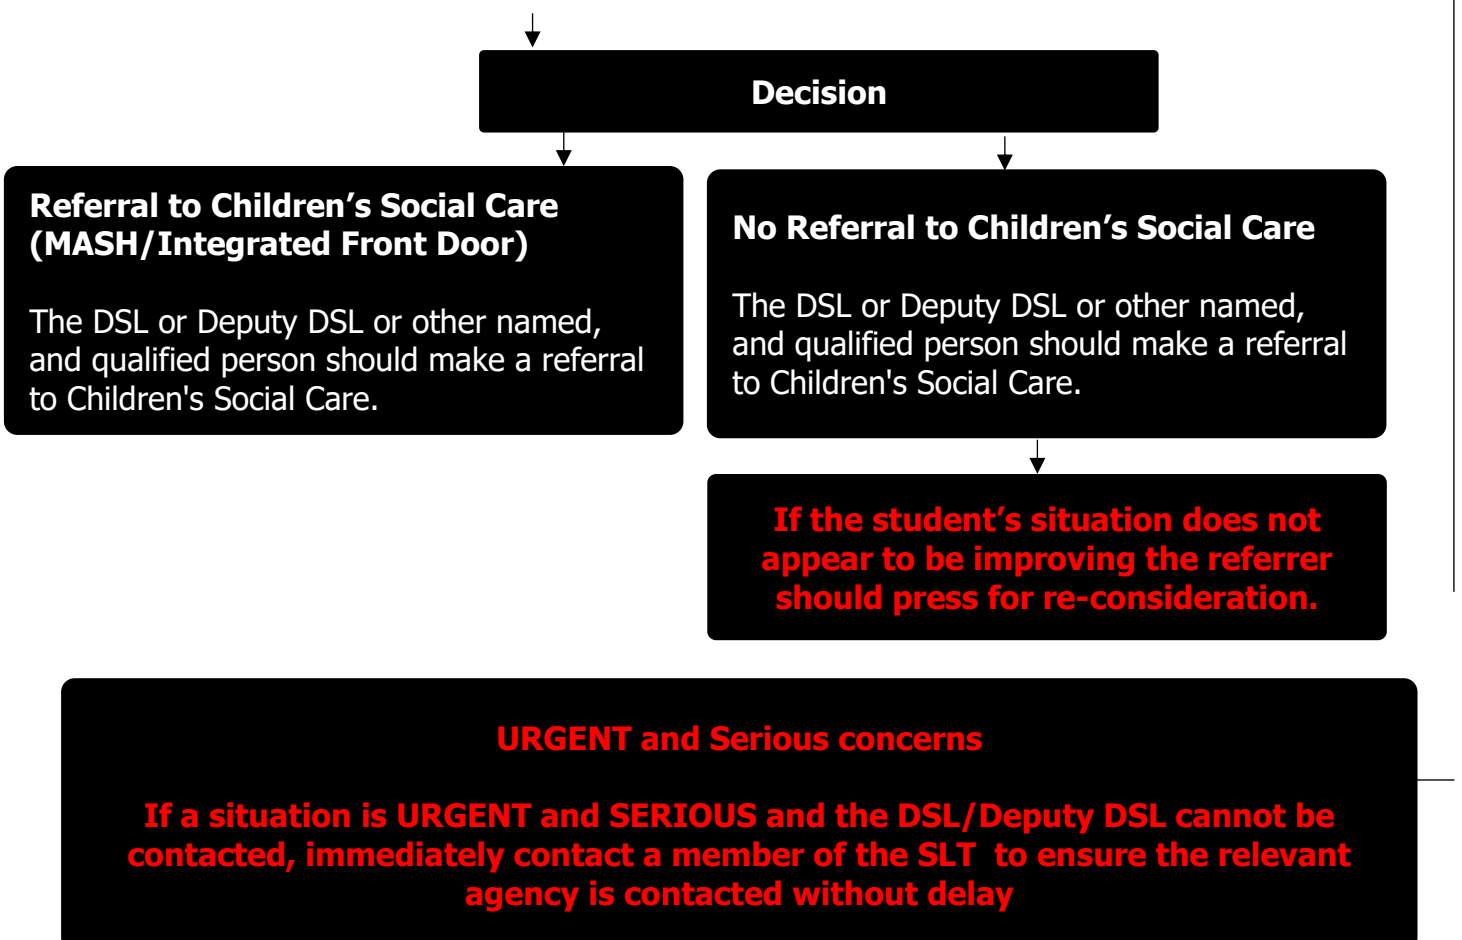 Decision
Referral to Children’s Social Care
(MASH/Integrated Front Door)
The DSL or Deputy DSL or other named,
and qualified person should make a referral
to Children's Social Care.
No Referral to Children’s Social Care
The DSL or Deputy DSL or other named,
and qualified person should make a referral
to Children's Social Care.
If the student’s situation does not
appear to be improving the referrer
should press for re-consideration.
URGENT and Serious concerns
If a situation is URGENT and SERIOUS and the DSL/Deputy DSL cannot be
contacted, immediately contact a member of the SLT  to ensure the relevant
agency is contacted without delay